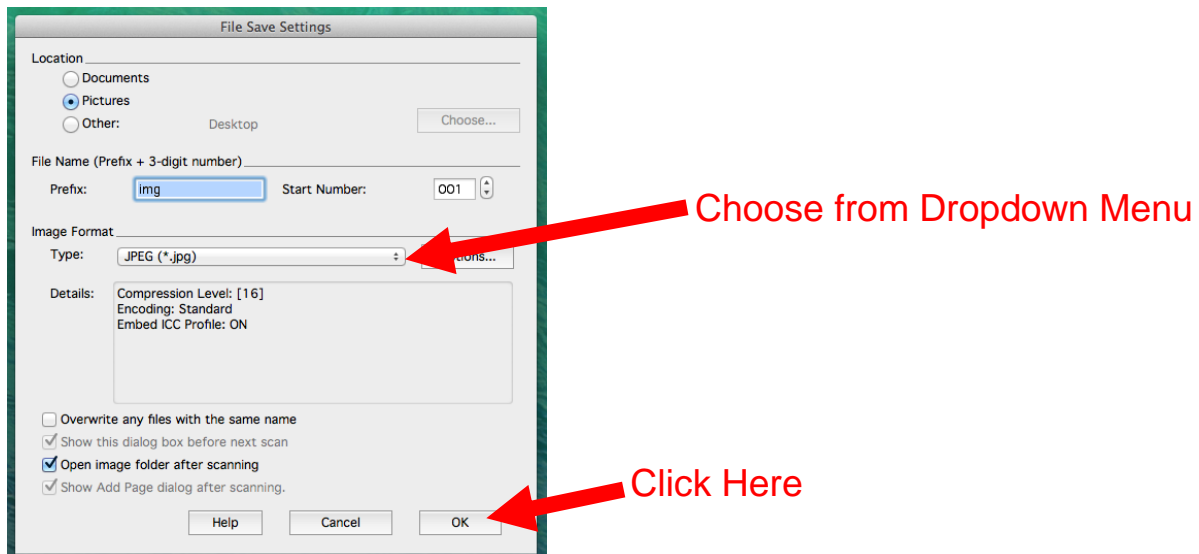 File Save Settings
Location
Documents
Pictures
Other: Desktop Choose...
File Name (Prefix + 3-digit number)
Prefix: img Start Number: 001
Choose from Dropdown Menu
Image Format
Type: JPEG (*.jpg)
Details: Compression Level: [16]
Encoding: Standard
Embed ICC Profile: ON
Overwrite any files with the same name
Show this dialog box before next scan
Open image folder after scanning
Show Add Page dialog after scanning.
Click Here
Help Cancel OK